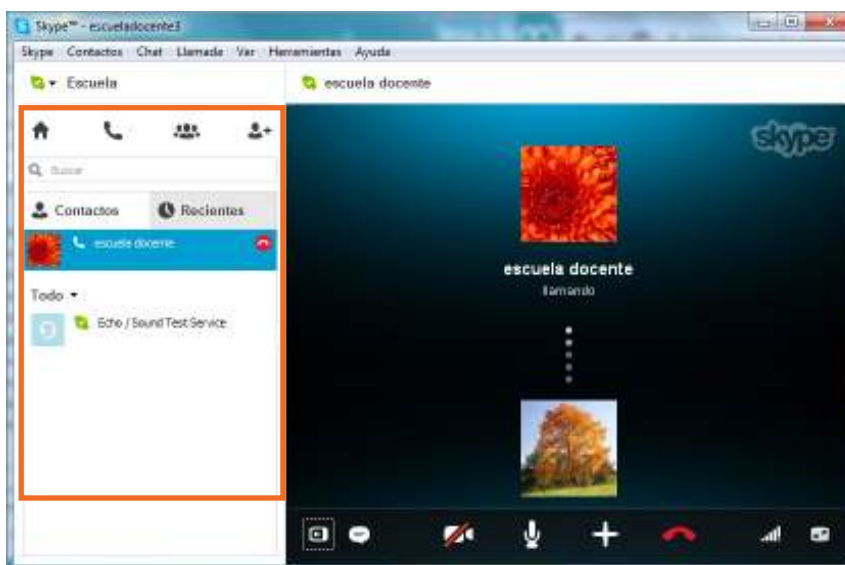 Skype™ - escueladocente3
Skype Contactos Chat Llamada Ver Herramientas Ayuda
Escuela
escuela docente
skype
Buscar
Contactos Recientes
escuela docente
escuela docente
llamando
Todo
Echo / Sound Test Service